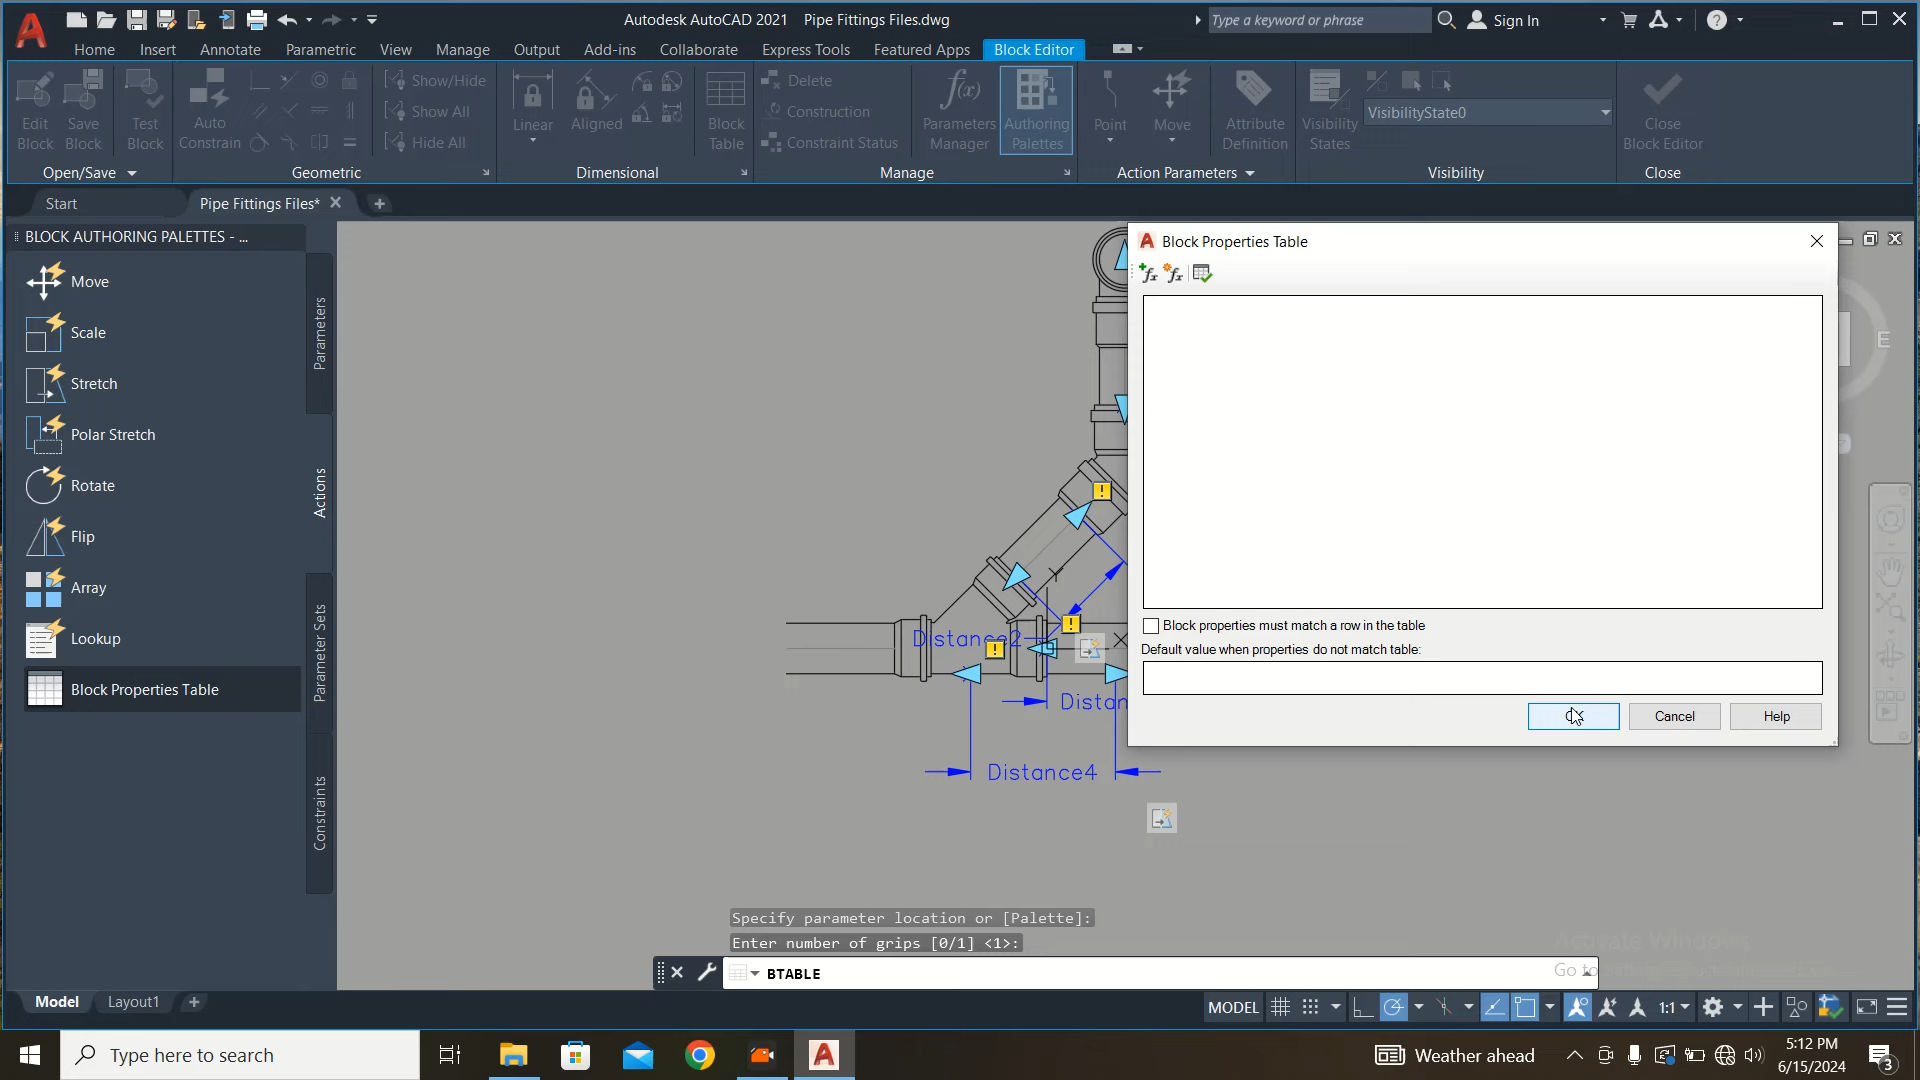 Autodesk AutoCAD 2021 Pipe Fittings Files.dwg
Type a keyword or phrase
Sign In
Home Insert Annotate Parametric View Manage Output Add-ins Collaborate Express Tools Featured Apps Block Editor
Edit Block
Save Block
Test Block
Auto Constrain
Show/Hide
Show All
Hide All
Linear
Aligned
Block Table
Delete
Construction
Constraint Status
Parameters Manager
Authoring Palettes
Point
Move
Attribute Definition
Visibility States
VisibilityState0
Close Block Editor
Open/Save Geometric Dimensional Manage Action Parameters Visibility Close
Start
Pipe Fittings Files*
BLOCK AUTHORING PALETTES - ...
Move
Scale
Stretch
Polar Stretch
Rotate
Flip
Array
Lookup
Block Properties Table
Parameters
Actions
Parameter Sets
Constraints
Block Properties Table
Block properties must match a row in the table
Default value when properties do not match table:
Cancel
Help
E
Distance2
Distan
Distance4
Specify parameter location or [Palette]:
Enter number of grips [0/1] <1>:
BTABLE
Activate Windows
Go to
Model Layout1
MODEL
1:1
Type here to search
Weather ahead
5:12 PM
6/15/2024
3